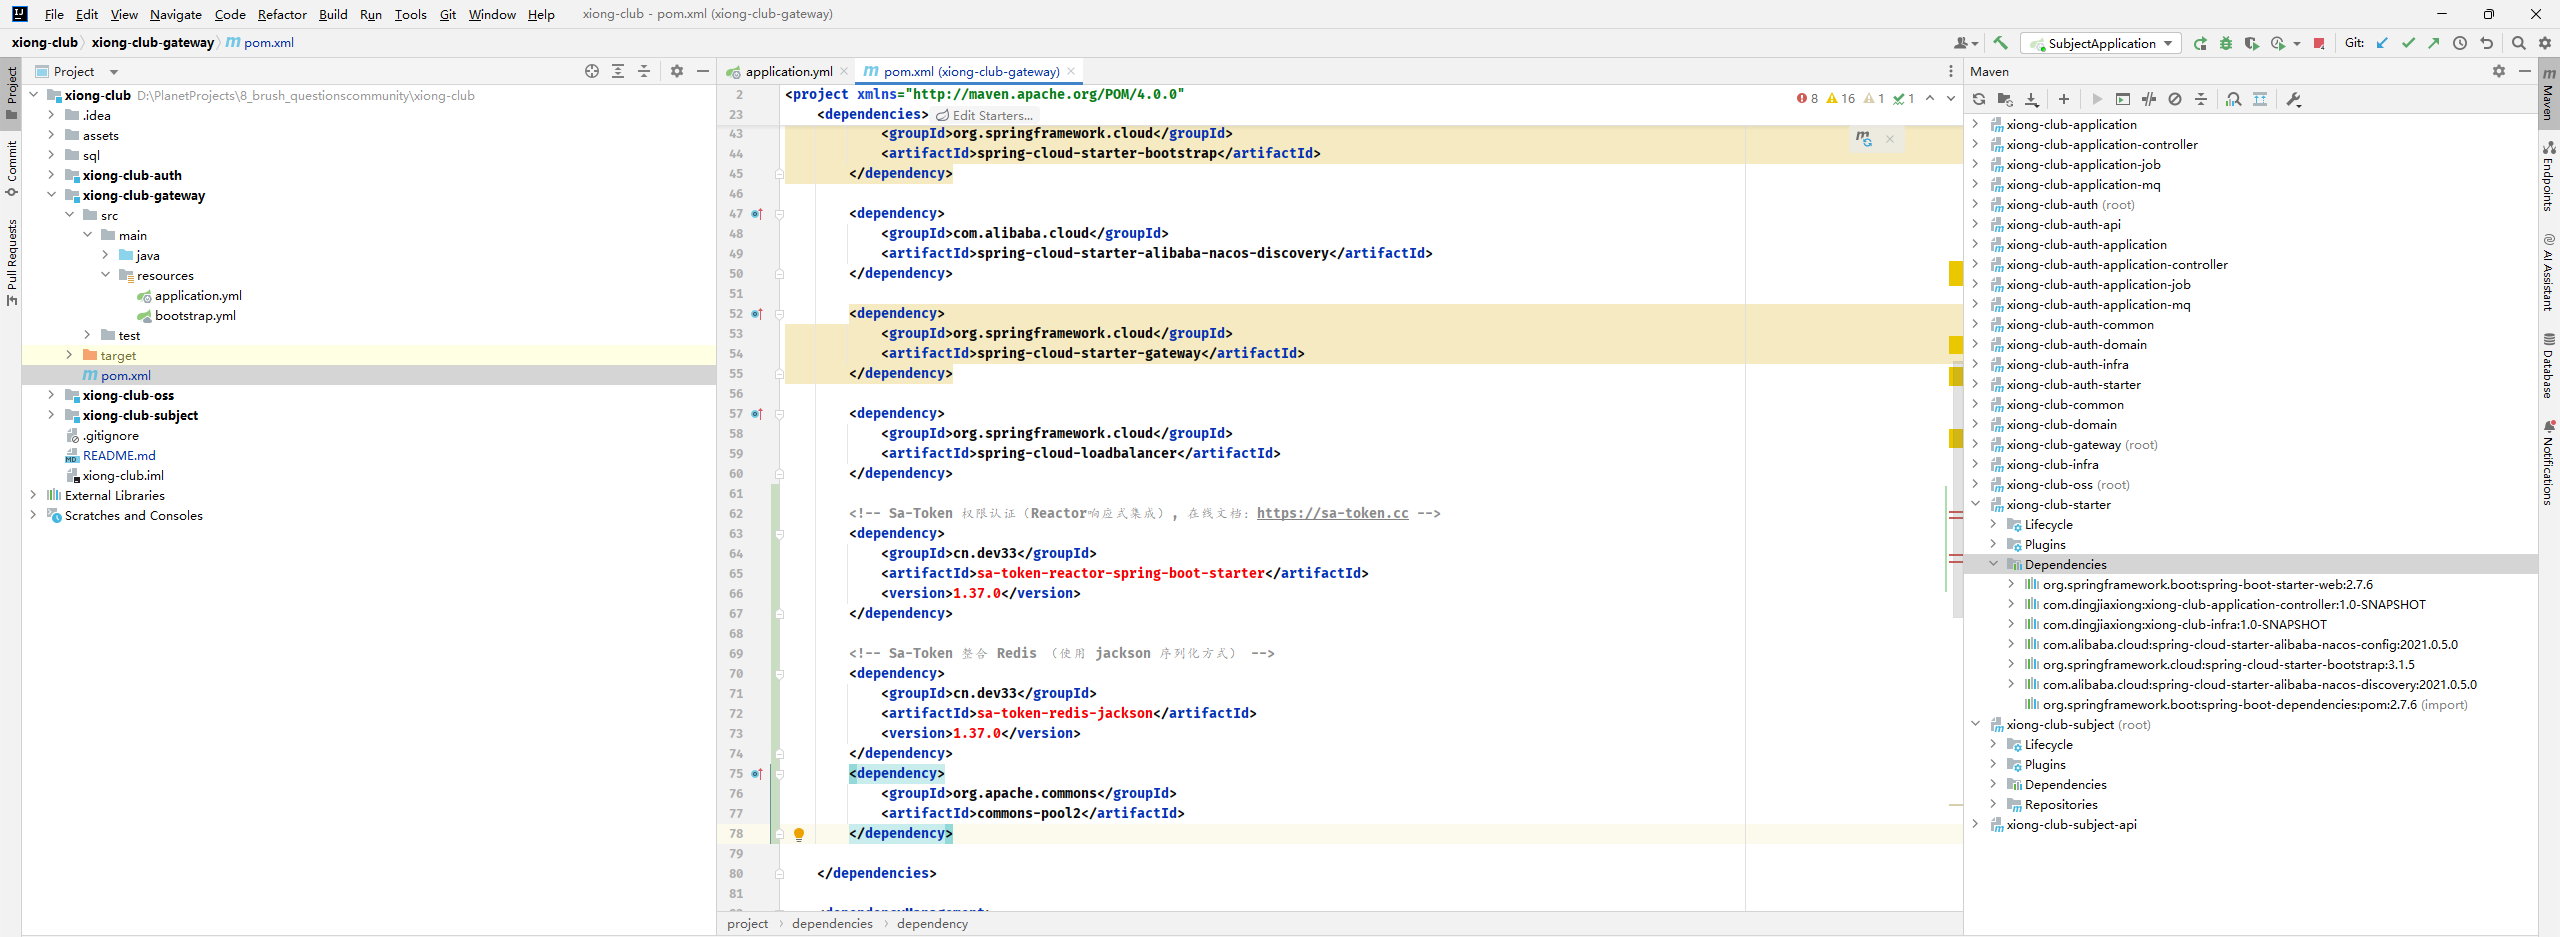 File Edit View Navigate Code Refactor Build Run Tools Git Window Help xiong-club - pom.xml (xiong-club-gateway)
xiong-club xiong-club-gateway pom.xml
SubjectApplication Git:
Project
Commit
Pull Requests
Project
xiong-club D:\PlanetProjects\8_brush_questionscommunity\xiong-club
.idea
assets
sql
xiong-club-auth
xiong-club-gateway
src
main
java
resources
application.yml
bootstrap.yml
test
target
pom.xml
xiong-club-oss
xiong-club-subject
.gitignore
README.md
xiong-club.iml
External Libraries
Scratches and Consoles
application.yml pom.xml (xiong-club-gateway)
8 16 1 1
2 <project xmlns="http://maven.apache.org/POM/4.0.0"
23 <dependencies> Edit Starters...
43 <groupId>org.springframework.cloud</groupId>
44 <artifactId>spring-cloud-starter-bootstrap</artifactId>
45 </dependency>
46
47 <dependency>
48 <groupId>com.alibaba.cloud</groupId>
49 <artifactId>spring-cloud-starter-alibaba-nacos-discovery</artifactId>
50 </dependency>
51
52 <dependency>
53 <groupId>org.springframework.cloud</groupId>
54 <artifactId>spring-cloud-starter-gateway</artifactId>
55 </dependency>
56
57 <dependency>
58 <groupId>org.springframework.cloud</groupId>
59 <artifactId>spring-cloud-loadbalancer</artifactId>
60 </dependency>
61
62 <!-- Sa-Token 权限认证（Reactor响应式集成）, 在线文档：https://sa-token.cc -->
63 <dependency>
64 <groupId>cn.dev33</groupId>
65 <artifactId>sa-token-reactor-spring-boot-starter</artifactId>
66 <version>1.37.0</version>
67 </dependency>
68
69 <!-- Sa-Token 整合 Redis （使用 jackson 序列化方式） -->
70 <dependency>
71 <groupId>cn.dev33</groupId>
72 <artifactId>sa-token-redis-jackson</artifactId>
73 <version>1.37.0</version>
74 </dependency>
75 <dependency>
76 <groupId>org.apache.commons</groupId>
77 <artifactId>commons-pool2</artifactId>
78 </dependency>
79
80 </dependencies>
81
<dependencyManagement>
project dependencies dependency
Maven
xiong-club-application
xiong-club-application-controller
xiong-club-application-job
xiong-club-application-mq
xiong-club-auth (root)
xiong-club-auth-api
xiong-club-auth-application
xiong-club-auth-application-controller
xiong-club-auth-application-job
xiong-club-auth-application-mq
xiong-club-auth-common
xiong-club-auth-domain
xiong-club-auth-infra
xiong-club-auth-starter
xiong-club-common
xiong-club-domain
xiong-club-gateway (root)
xiong-club-infra
xiong-club-oss (root)
xiong-club-starter
Lifecycle
Plugins
Dependencies
org.springframework.boot:spring-boot-starter-web:2.7.6
com.dingjiaxiong:xiong-club-application-controller:1.0-SNAPSHOT
com.dingjiaxiong:xiong-club-infra:1.0-SNAPSHOT
com.alibaba.cloud:spring-cloud-starter-alibaba-nacos-config:2021.0.5.0
org.springframework.cloud:spring-cloud-starter-bootstrap:3.1.5
com.alibaba.cloud:spring-cloud-starter-alibaba-nacos-discovery:2021.0.5.0
org.springframework.boot:spring-boot-dependencies:pom:2.7.6 (import)
xiong-club-subject (root)
Lifecycle
Plugins
Dependencies
Repositories
xiong-club-subject-api
Maven
Endpoints
AI Assistant
Database
Notifications